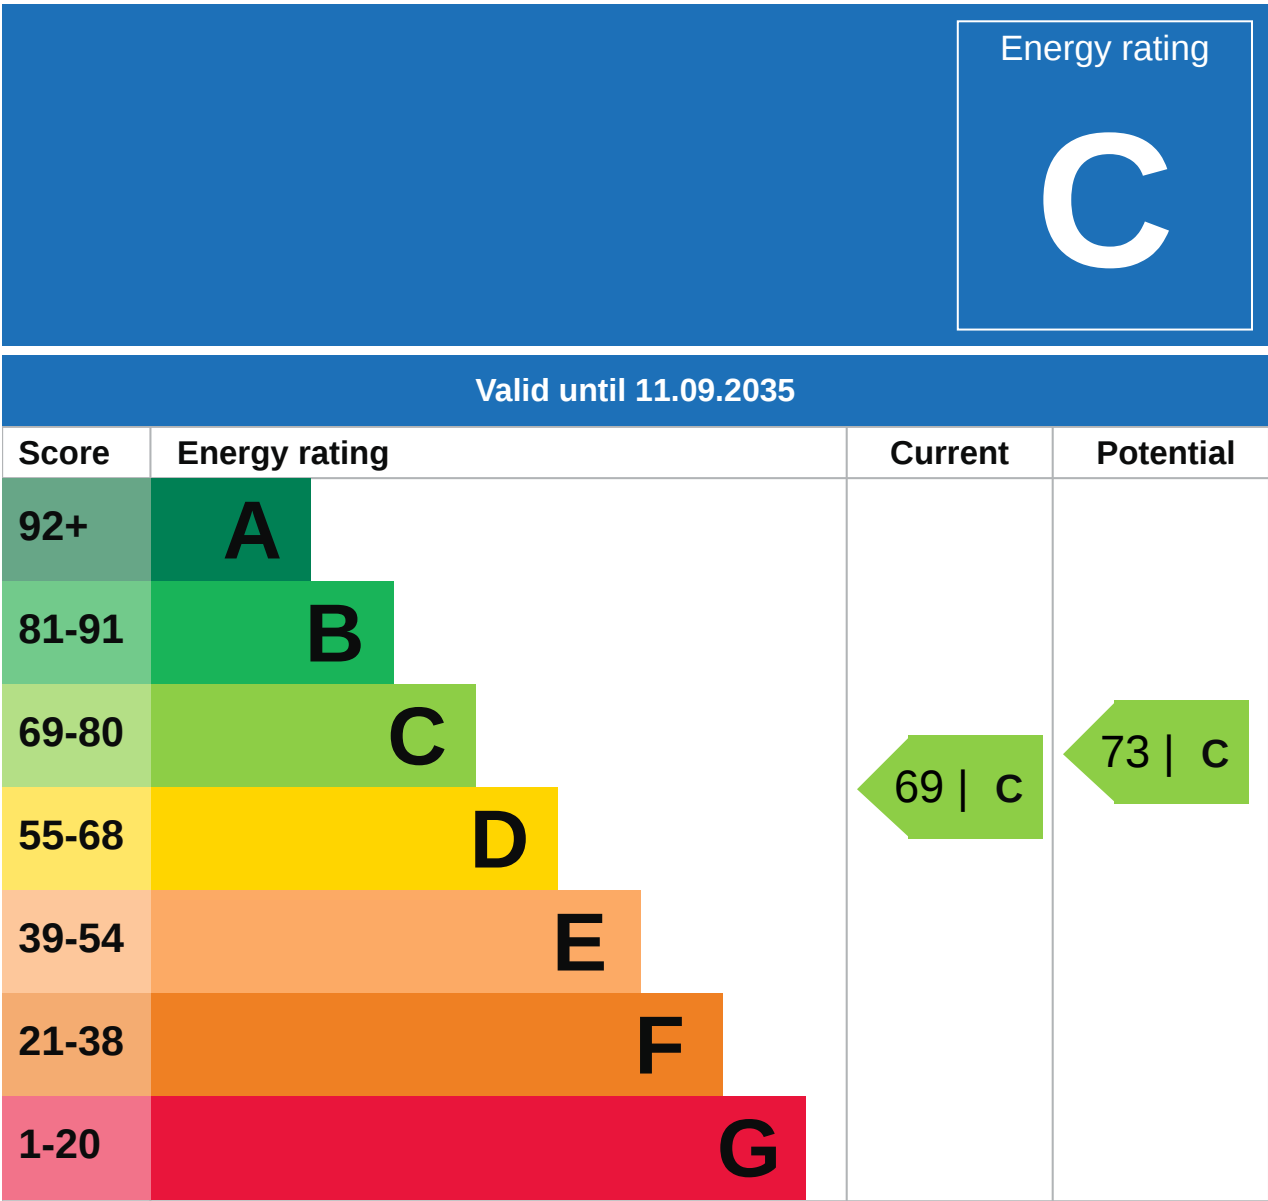 Energy rating
C
Valid until 11.09.2035
Score Energy rating Current Potential
92+ A
81-91 B
69-80 C
73 | C
69 | C
55-68 D
39-54 E
21-38 F
1-20 G